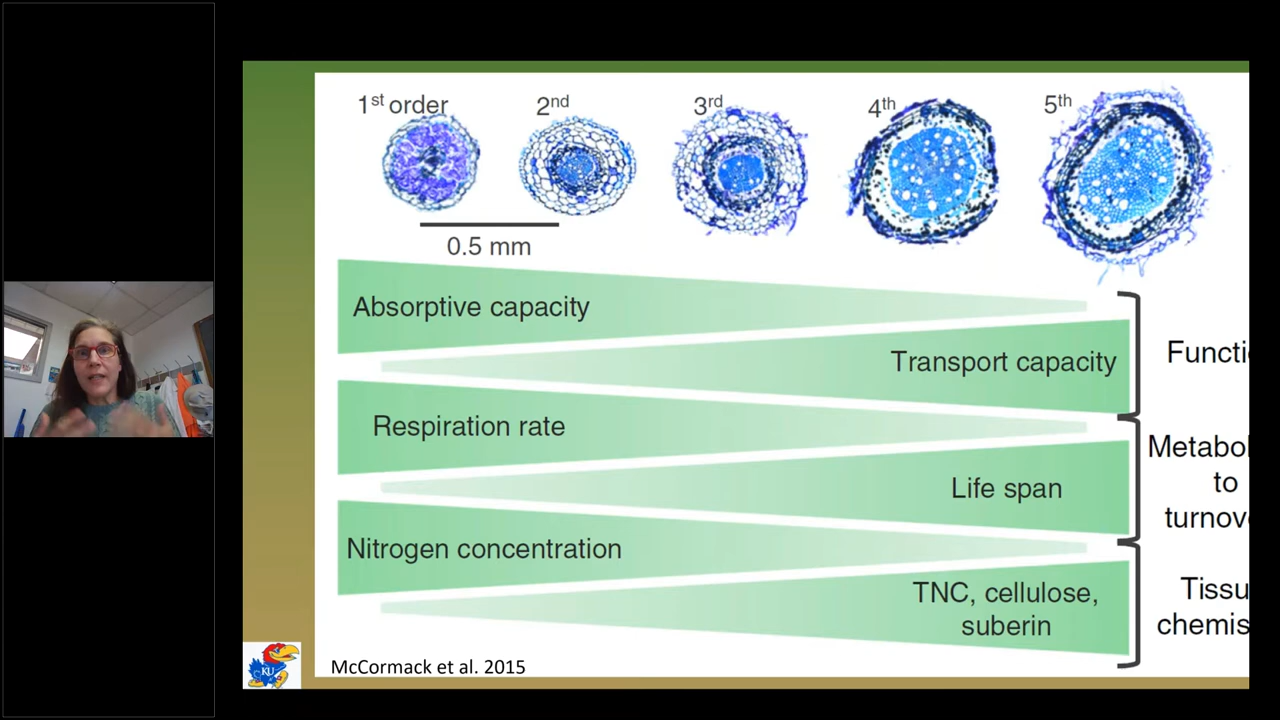 1st order
2nd
3rd
4th
5th
0.5 mm
Absorptive capacity
Transport capacity
Functi
Respiration rate
Metabol
to
turnov
Life span
Nitrogen concentration
TNC, cellulose,
suberin
Tissu
chemis
McCormack et al. 2015
KU